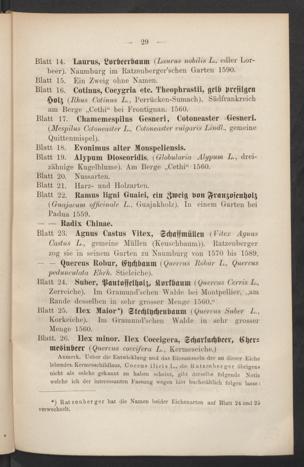 — 29 —
Blatt 14. Laurus, Lorbeerbaum (Laurus nobilis L., edler Lor-
beer). Naumburg im Ratzenberger'schen Garten 1590.
Blatt 15. Ein Zweig ohne Namen.
Blatt 16. Cotinus, Cocygria etc. Theophrastii, gelb presilgen
Holz (Rhus Cotinus L., Perrücken-Sumach). Südfrankreich
am Berge „Cethi“ bei Frontignan. 1560.
Blatt 17. Chamaemespilus Gesneri, Cotoneaster Gesneri.
(Mespilus Cotoneaster L., Cotoneaster vulgaris Lindl., gemeine
Quittenmispel).
Blatt 18. Evonimus alter Monspeliensis.
Blatt 19. Alypum Dioscoridis. (Globularia Alypum L., drei-
zähnige Kugelblume). Am Berge „Cethi“ 1560.
Blatt 20. Nussarten.
Blatt 21. Harz- und Holzarten.
Blatt 22. Ramus ligni Guaici, ein Zweig von Franzosenholz
(Guajacum officinale L., Guajakholz). In einem Garten bei
Padua 1559.
— — Radix Chinae.
Blatt 23. Agnus Castus Vitex, Schaffmüllen (Vitex Agnus
Castus L., gemeine Müllen (Keuschbaum)). Ratzenberger
zog sie in seinem Garten zu Naumburg von 1570 bis 1589.
— — Quercus Robur, Eychbaum (Quercus Robur L., Quercus
pedunculata Ehrh. Stieleiche).
Blatt 24. Suber, Pantoffelholz, Korkbaum (Quercus Cerris L.,
Zerreiche). Im Grammd'schen Walde bei Montpellier, „am
Rande desselben in sehr grosser Menge 1560.“
Blatt 25. Ilex Maior*) Stechylchenbaum (Quercus Suber L.,
Korkeiche). Im Grammd'schen Walde in sehr grosser
Menge 1560.
Blatt 26. Ilex minor. Ilex Coccigera, Scharlachbeer,
(Quercus coccifera L., Kermeseiche.)
Anmerk. Ueber die Entwicklung und das Einsammeln der an dieser Eiche
lebenden Kermesschildlaus, Coccus ilicis L., die Ratzenberger übrigens
nicht als solche gekannt zu haben scheint, gibt derselbe folgende Notiz
welche ich der interessanten Fassung wegen hier buchstäblich folgen lasse:
*) Ratzenberger hat die Namen beider Eichenarten auf Blatt 24 und 25
verwechselt.